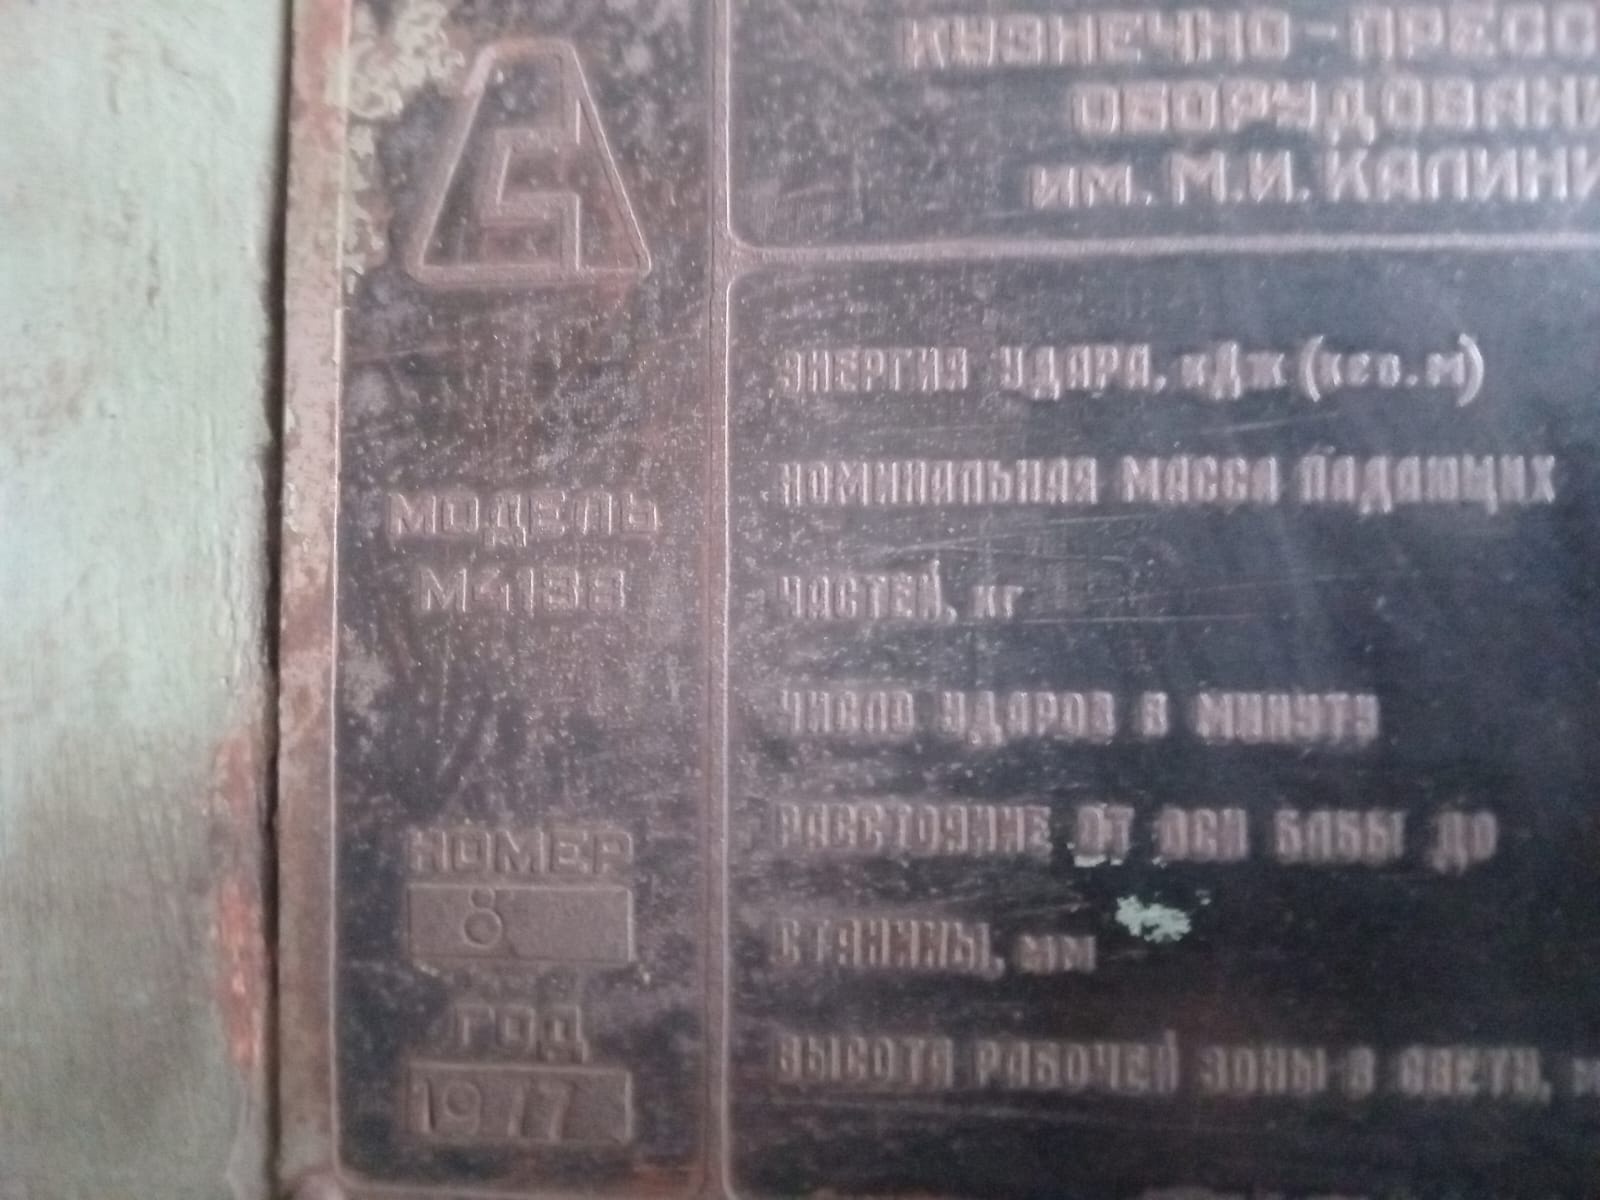 КУЗНЕЧНО-ПРЕСС
ОБОРУДОВАНИ
им. М.И. КАЛИНИ
МОДЕЛЬ
М4138
НОМЕР
8
ГОД
1977
ЭНЕРГИЯ УДАРА, кДж (кгс.м)
НОМИНАЛЬНАЯ МАССА ПАДАЮЩИХ
ЧАСТЕЙ, кг
ЧИСЛО УДАРОВ В МИНУТУ
РАССТОЯНИЕ ОТ ОСИ БАБЫ ДО
СТАНИНЫ, мм
ВЫСОТА РАБОЧЕЙ ЗОНЫ В СВЕТУ,